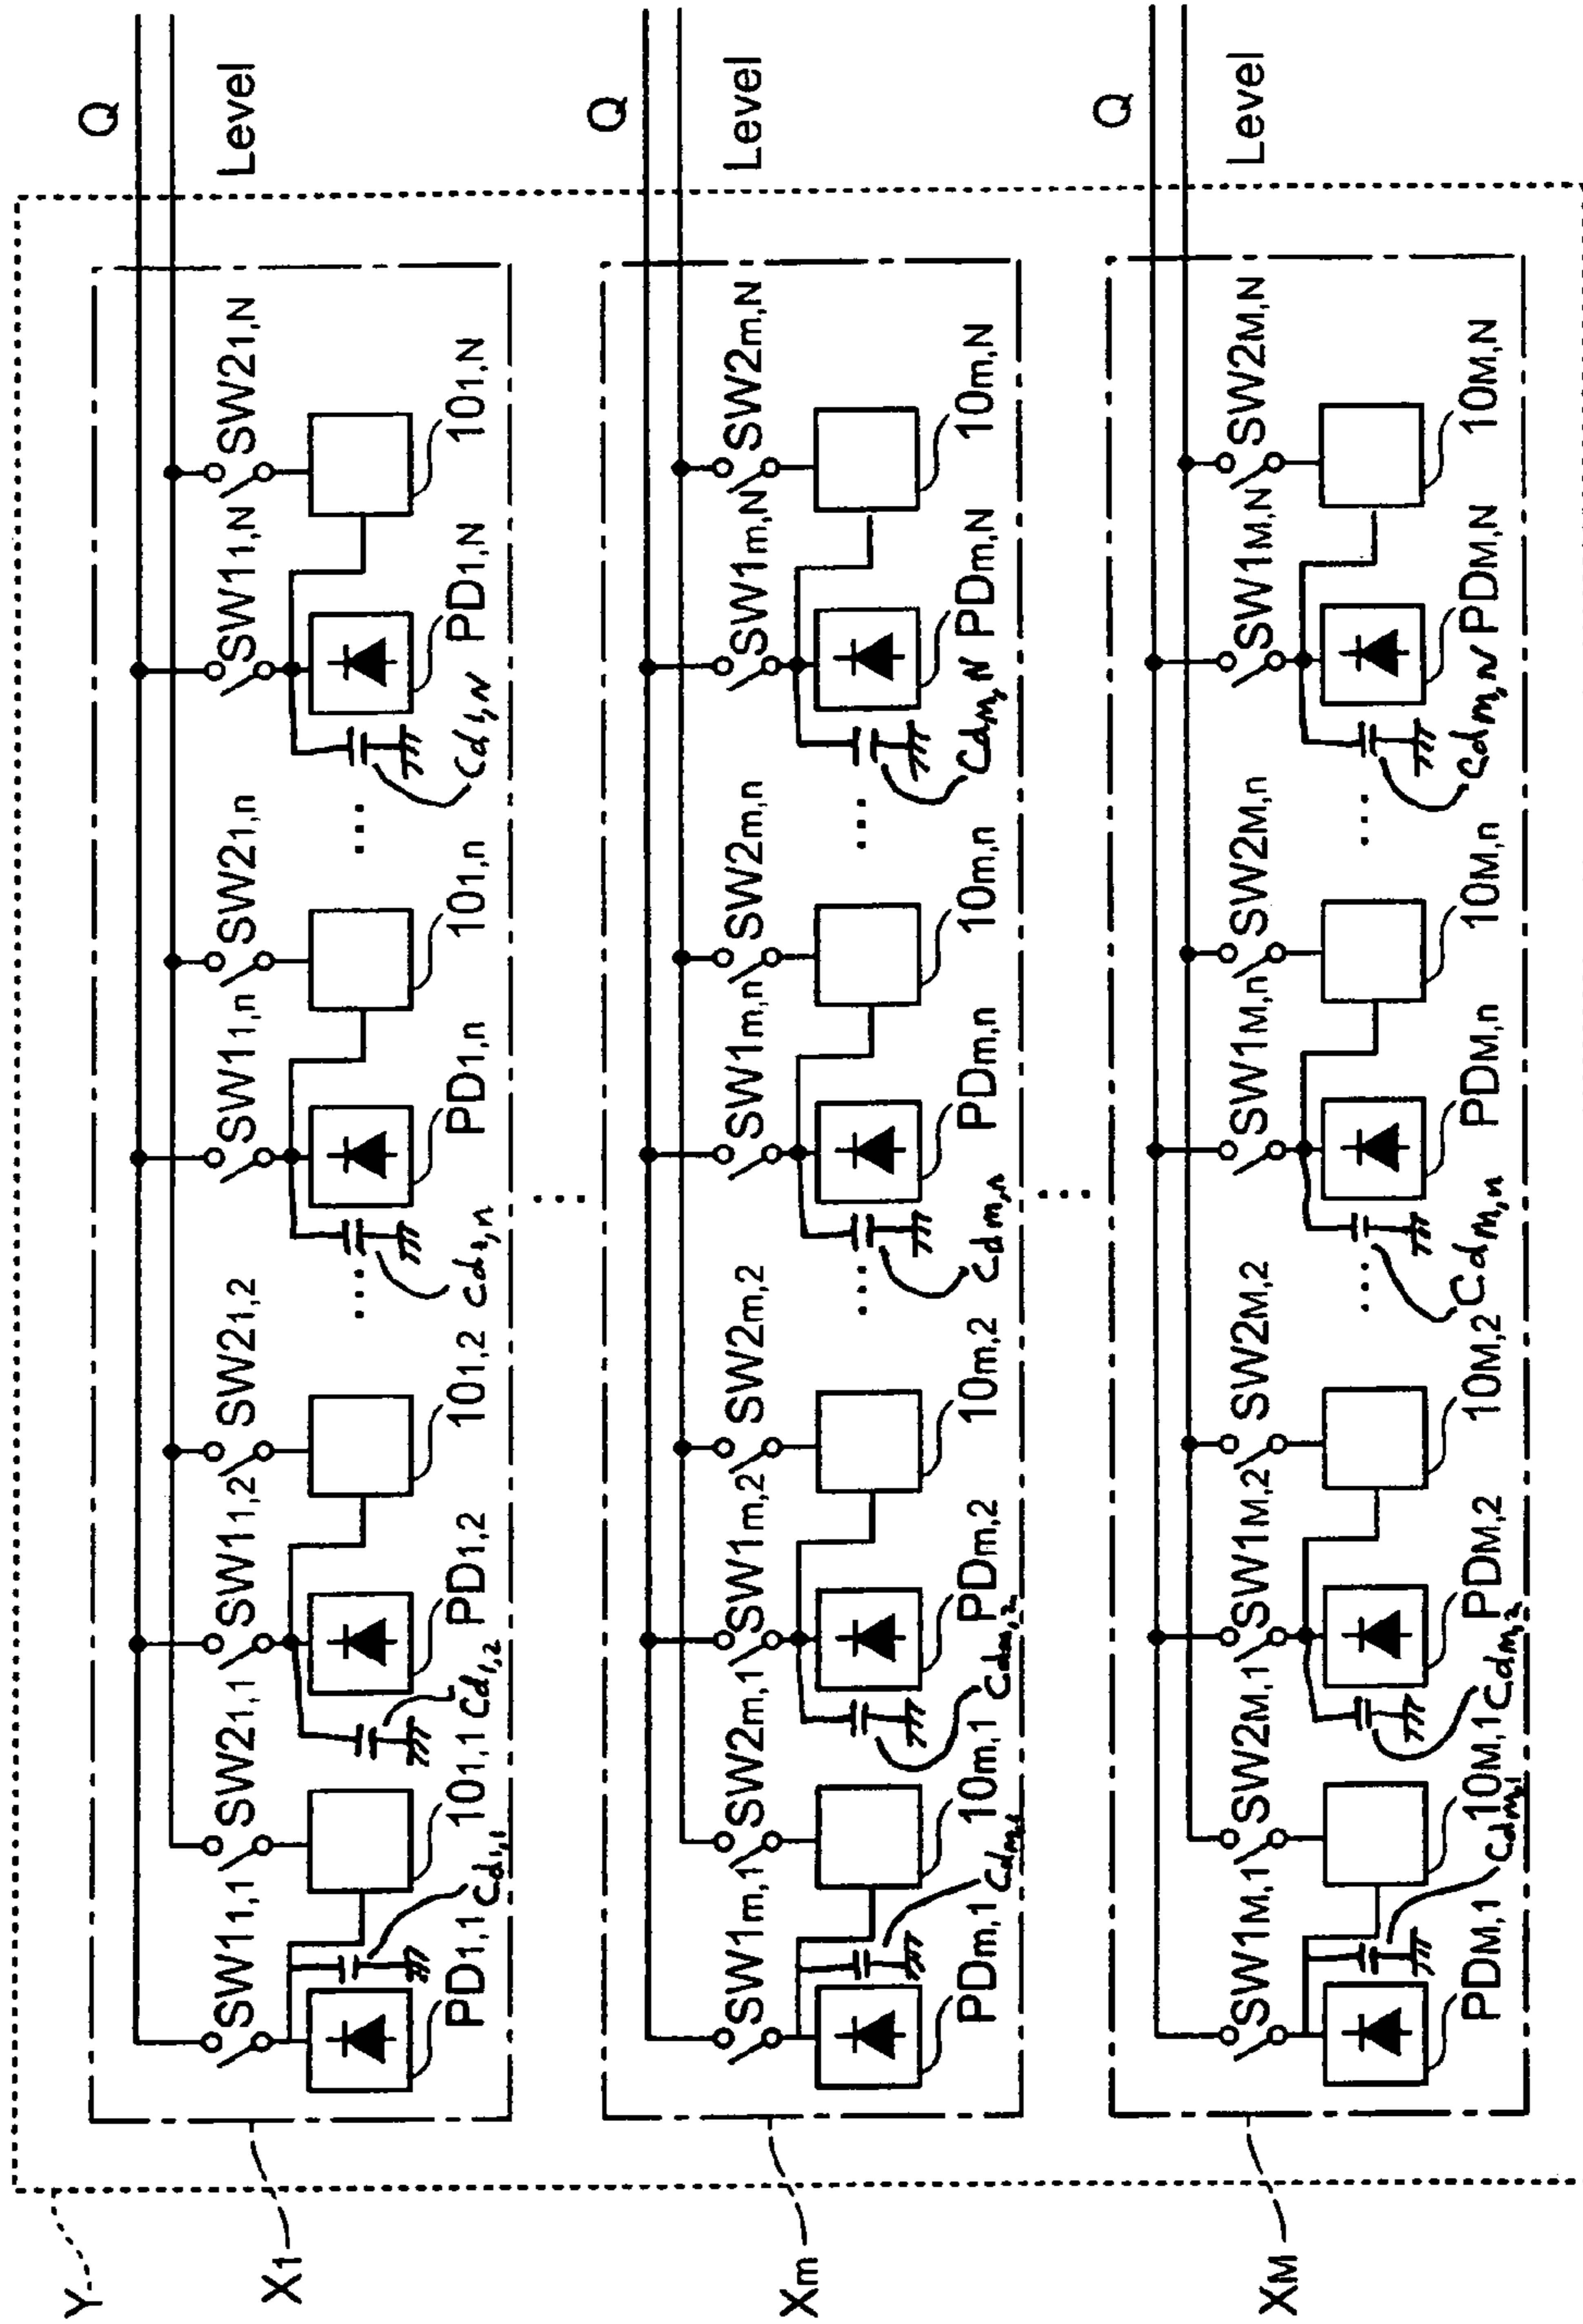 Y
X1
Q
Level
SW11,1 SW21,1 SW11,2 SW21,2 SW11,n SW21,n SW11,N SW21,N
... ...
PD1,1 Cd1,1 101,1 Cd1,2 PD1,2 101,2 Cd1,n PD1,n 101,n Cd1,N PD1,N 101,N
...
Xm
Q
Level
SW1m,1 SW2m,1 SW1m,2 SW2m,2 SW1m,n SW2m,n SW1m,N SW2m,N
... ...
PDm,1 Cdm,1 10m,1 Cdm,2 PDm,2 10m,2 Cdm,n PDm,n 10m,n Cdm,N PDm,N 10m,N
...
XM
Q
Level
SW1M,1 SW2M,1 SW1M,2 SW2M,2 SW1M,n SW2M,n SW1M,N SW2M,N
... ...
PDM,1 CdM,1 10M,1 CdM,2 PDM,2 10M,2 CdM,n PDM,n 10M,n CdM,N PDM,N 10M,N